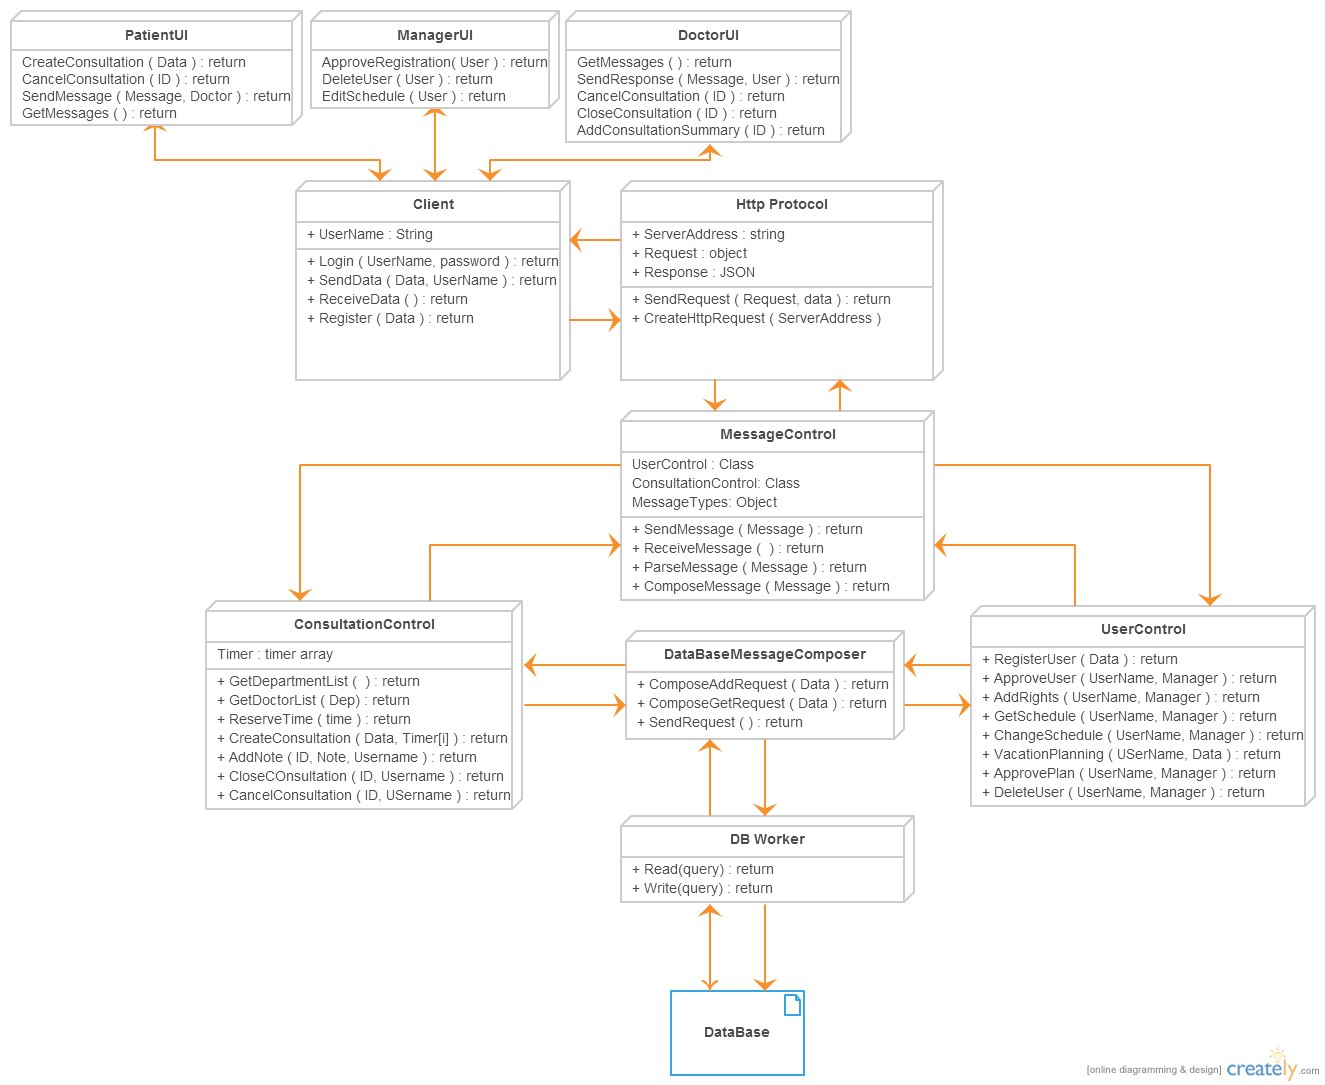 PatientUI
CreateConsultation ( Data ) : return
CancelConsultation ( ID ) : return
SendMessage ( Message, Doctor ) : return
GetMessages ( ) : return
ManagerUI
ApproveRegistration( User ) : return
DeleteUser ( User ) : return
EditSchedule ( User ) : return
DoctorUI
GetMessages ( ) : return
SendResponse ( Message, User ) : return
CancelConsultation ( ID ) : return
CloseConsultation ( ID ) : return
AddConsultationSummary ( ID ) : return
Client
+ UserName : String
+ Login ( UserName, password ) : return
+ SendData ( Data, UserName ) : return
+ ReceiveData ( ) : return
+ Register ( Data ) : return
Http Protocol
+ ServerAddress : string
+ Request : object
+ Response : JSON
+ SendRequest ( Request, data ) : return
+ CreateHttpRequest ( ServerAddress )
MessageControl
UserControl : Class
ConsultationControl: Class
MessageTypes: Object
+ SendMessage ( Message ) : return
+ ReceiveMessage (  ) : return
+ ParseMessage ( Message ) : return
+ ComposeMessage ( Message ) : return
ConsultationControl
Timer : timer array
+ GetDepartmentList (  ) : return
+ GetDoctorList ( Dep) : return
+ ReserveTime ( time ) : return
+ CreateConsultation ( Data, Timer[i] ) : return
+ AddNote ( ID, Note, Username ) : return
+ CloseCOnsultation ( ID, Username ) : return
+ CancelConsultation ( ID, USername ) : return
DataBaseMessageComposer
+ ComposeAddRequest ( Data ) : return
+ ComposeGetRequest ( Data ) : return
+ SendRequest ( ) : return
UserControl
+ RegisterUser ( Data ) : return
+ ApproveUser ( UserName, Manager ) : return
+ AddRights ( UserName, Manager ) : return
+ GetSchedule ( UserName, Manager ) : return
+ ChangeSchedule ( UserName, Manager ) : return
+ VacationPlanning ( USerName, Data ) : return
+ ApprovePlan ( UserName, Manager ) : return
+ DeleteUser ( UserName, Manager ) : return
DB Worker
+ Read(query) : return
+ Write(query) : return
DataBase
[online diagramming & design] creately.com